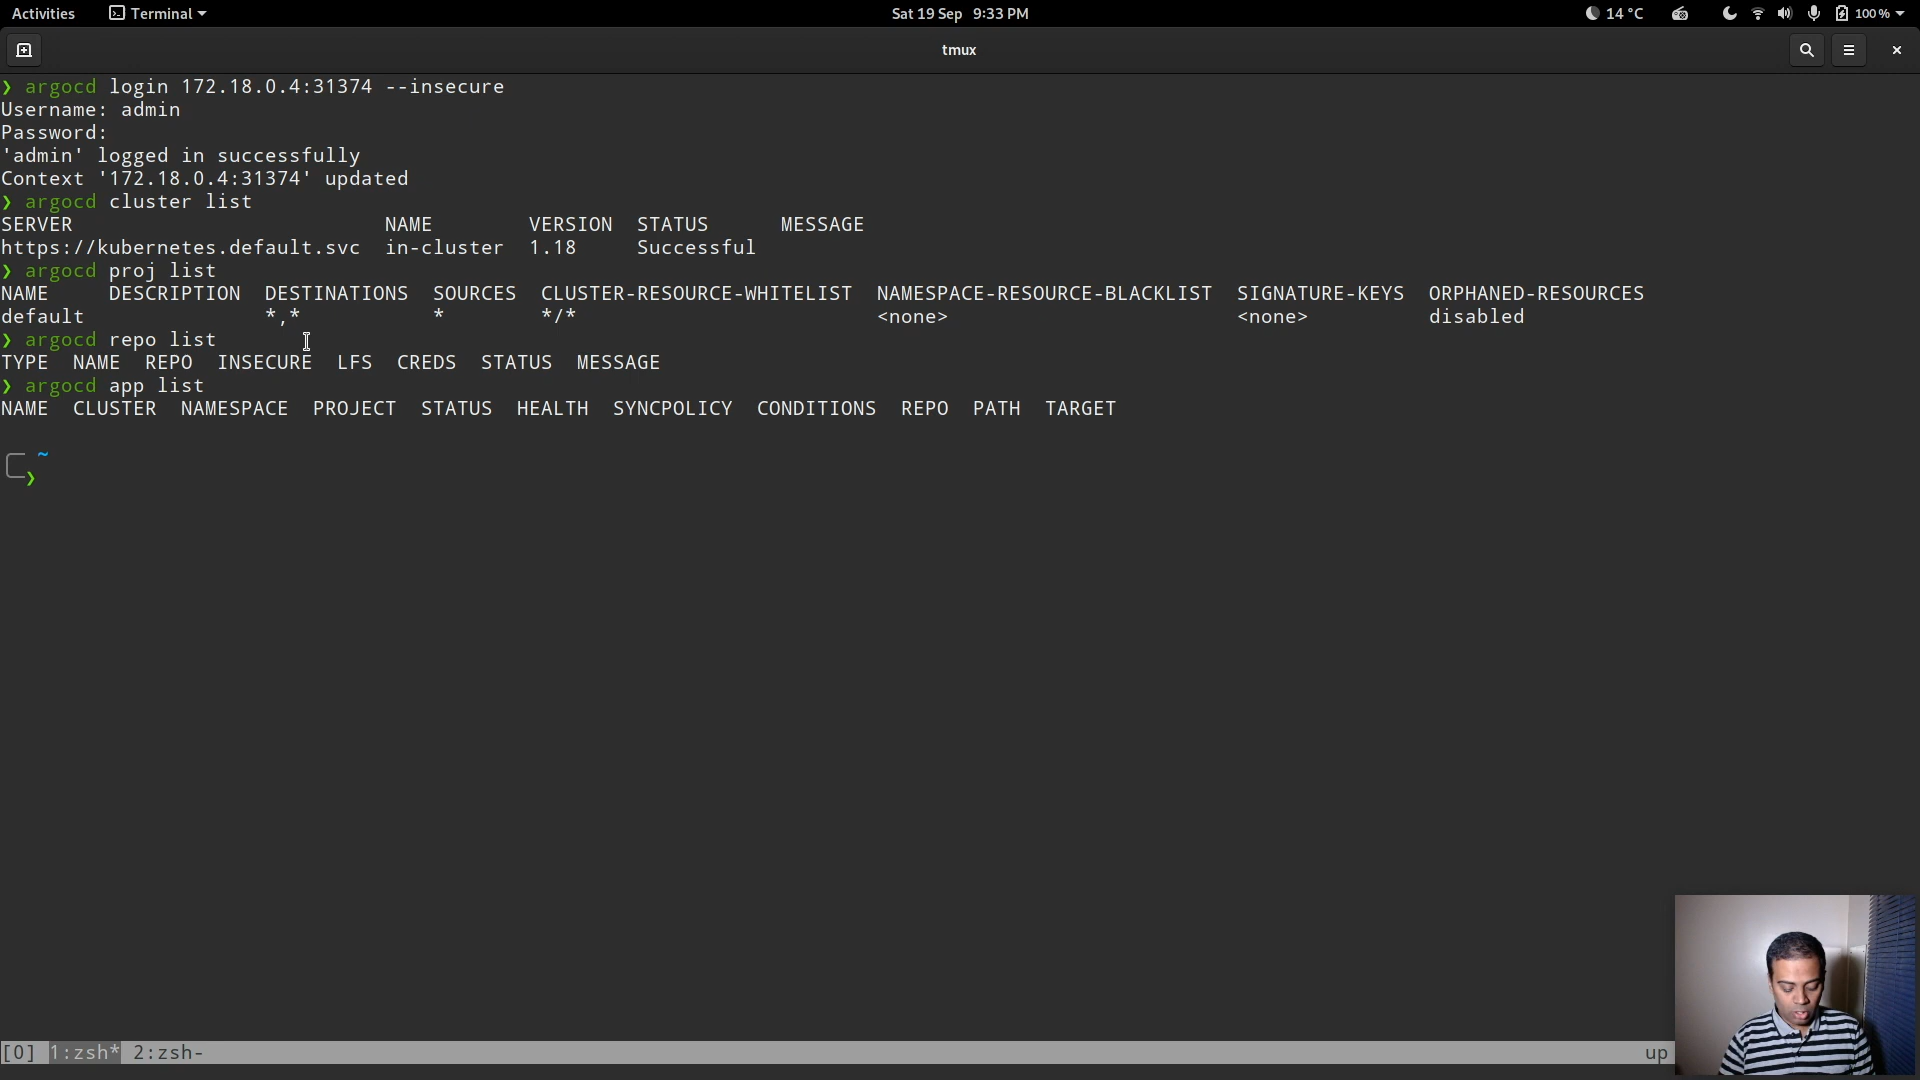 Activities Terminal Sat 19 Sep 9:33 PM 14 °C 100 %
tmux
❯ argocd login 172.18.0.4:31374 --insecure
Username: admin
Password:
'admin' logged in successfully
Context '172.18.0.4:31374' updated
❯ argocd cluster list
SERVER NAME VERSION STATUS MESSAGE
https://kubernetes.default.svc in-cluster 1.18 Successful
❯ argocd proj list
NAME DESCRIPTION DESTINATIONS SOURCES CLUSTER-RESOURCE-WHITELIST NAMESPACE-RESOURCE-BLACKLIST SIGNATURE-KEYS ORPHANED-RESOURCES
default *,* * */* <none> <none> disabled
❯ argocd repo list
TYPE NAME REPO INSECURE LFS CREDS STATUS MESSAGE
❯ argocd app list
NAME CLUSTER NAMESPACE PROJECT STATUS HEALTH SYNCPOLICY CONDITIONS REPO PATH TARGET
~
❯
[0] 1:zsh* 2:zsh- up